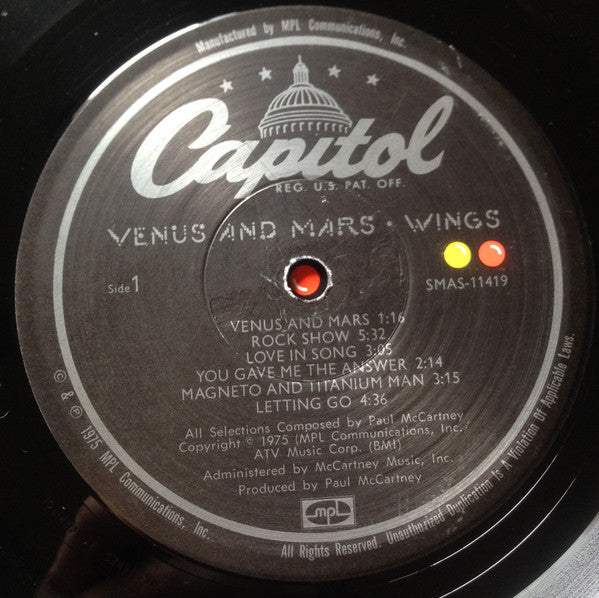 Manufactured by MPL Communications, Inc.
Capitol
REG. U.S. PAT. OFF.
VENUS AND MARS • WINGS
Side 1
SMAS-11419
VENUS AND MARS 1:16
ROCK SHOW 5:32
LOVE IN SONG 3:05
YOU GAVE ME THE ANSWER 2:14
MAGNETO AND TITANIUM MAN 3:15
LETTING GO 4:36
All Selections Composed by Paul McCartney
Copyright © 1975 (MPL Communications, Inc.
ATV Music Corp. (BMI)
Administered by McCartney Music, Inc.
Produced by Paul McCartney
mpl
© & ℗ 1975 MPL Communications, Inc.
All Rights Reserved. Unauthorized Duplication Is A Violation Of Applicable Laws.